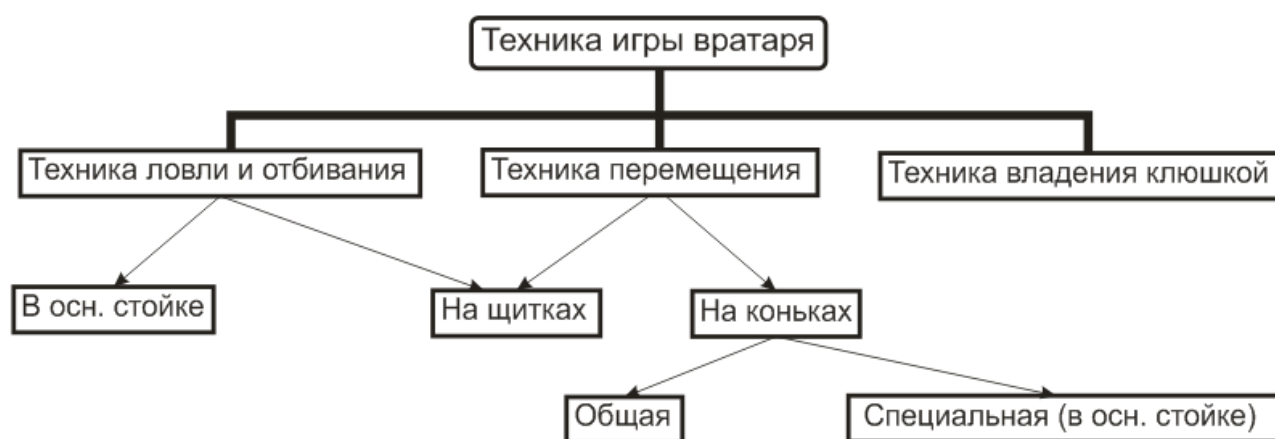 Техника игры вратаря
Техника ловли и отбивания
Техника перемещения
Техника владения клюшкой
В осн. стойке
На щитках
На коньках
Общая
Специальная (в осн. стойке)